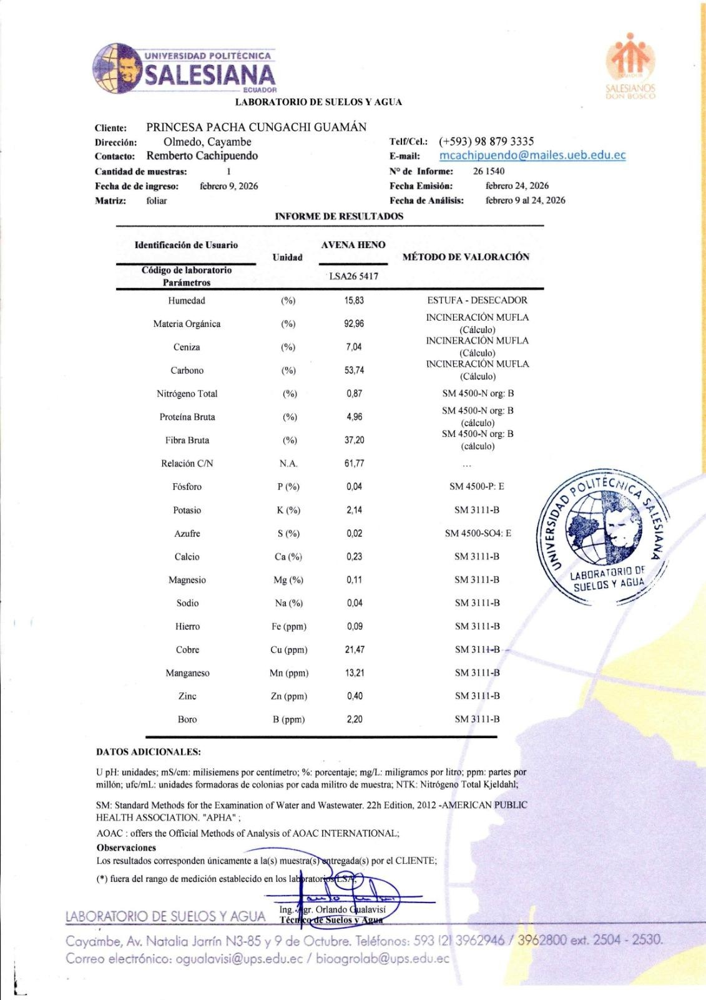 UNIVERSIDAD POLITÉCNICA
SALESIANA
ECUADOR
ECUADOR
SALESIANOS
DON BOSCO
LABORATORIO DE SUELOS Y AGUA
Cliente: PRINCESA PACHA CUNGACHI GUAMÁN
Dirección: Olmedo, Cayambe Telf/Cel.: (+593) 98 879 3335
Contacto: Remberto Cachipuendo E-mail: mcachipuendo@mailes.ueb.edu.ec
Cantidad de muestras: 1 N° de Informe: 26 1540
Fecha de de ingreso: febrero 9, 2026 Fecha Emisión: febrero 24, 2026
Matriz: foliar Fecha de Análisis: febrero 9 al 24, 2026
INFORME DE RESULTADOS
Identificación de Usuario Unidad AVENA HENO MÉTODO DE VALORACIÓN
Código de laboratorio LSA26 5417
Parámetros
Humedad (%) 15,83 ESTUFA - DESECADOR
Materia Orgánica (%) 92,96 INCINERACIÓN MUFLA
(Cálculo)
Ceniza (%) 7,04 INCINERACIÓN MUFLA
(Cálculo)
Carbono (%) 53,74 INCINERACIÓN MUFLA
(Cálculo)
Nitrógeno Total (%) 0,87 SM 4500-N org: B
Proteína Bruta (%) 4,96 SM 4500-N org: B
(cálculo)
Fibra Bruta (%) 37,20 SM 4500-N org: B
(cálculo)
Relación C/N N.A. 61,77 ...
Fósforo P (%) 0,04 SM 4500-P: E
Potasio K (%) 2,14 SM 3111-B
Azufre S (%) 0,02 SM 4500-SO4: E
Calcio Ca (%) 0,23 SM 3111-B
Magnesio Mg (%) 0,11 SM 3111-B
Sodio Na (%) 0,04 SM 3111-B
Hierro Fe (ppm) 0,09 SM 3111-B
Cobre Cu (ppm) 21,47 SM 3111-B
Manganeso Mn (ppm) 13,21 SM 3111-B
Zinc Zn (ppm) 0,40 SM 3111-B
Boro B (ppm) 2,20 SM 3111-B
UNIVERSIDAD POLITÉCNICA SALESIANA
LABORATORIO DE
SUELOS Y AGUA
DATOS ADICIONALES:
U pH: unidades; mS/cm: milisiemens por centímetro; %: porcentaje; mg/L: miligramos por litro; ppm: partes por
millón; ufc/mL: unidades formadoras de colonias por cada militro de muestra; NTK: Nitrógeno Total Kjeldahl;
SM: Standard Methods for the Examination of Water and Wastewater. 22h Edition, 2012 -AMERICAN PUBLIC
HEALTH ASSOCIATION. "APHA" ;
AOAC : offers the Official Methods of Analysis of AOAC INTERNATIONAL;
Observaciones
Los resultados corresponden únicamente a la(s) muestra(s) entregada(s) por el CLIENTE;
(*) fuera del rango de medición establecido en los laboratorios LSA;
Ing. Agr. Orlando Gualavisí
Técnico de Suelos y Agua
LABORATORIO DE SUELOS Y AGUA
Cayambe, Av. Natalia Jarrín N3-85 y 9 de Octubre. Teléfonos: 593 (2) 3962946 / 3962800 ext. 2504 - 2530.
Correo electrónico: ogualavisi@ups.edu.ec / bioagrolab@ups.edu.ec